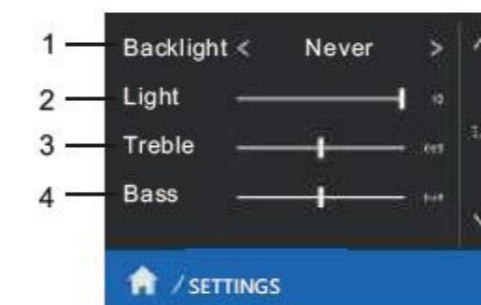 1 Backlight < Never >
2 Light
3 Treble
4 Bass
/ SETTINGS